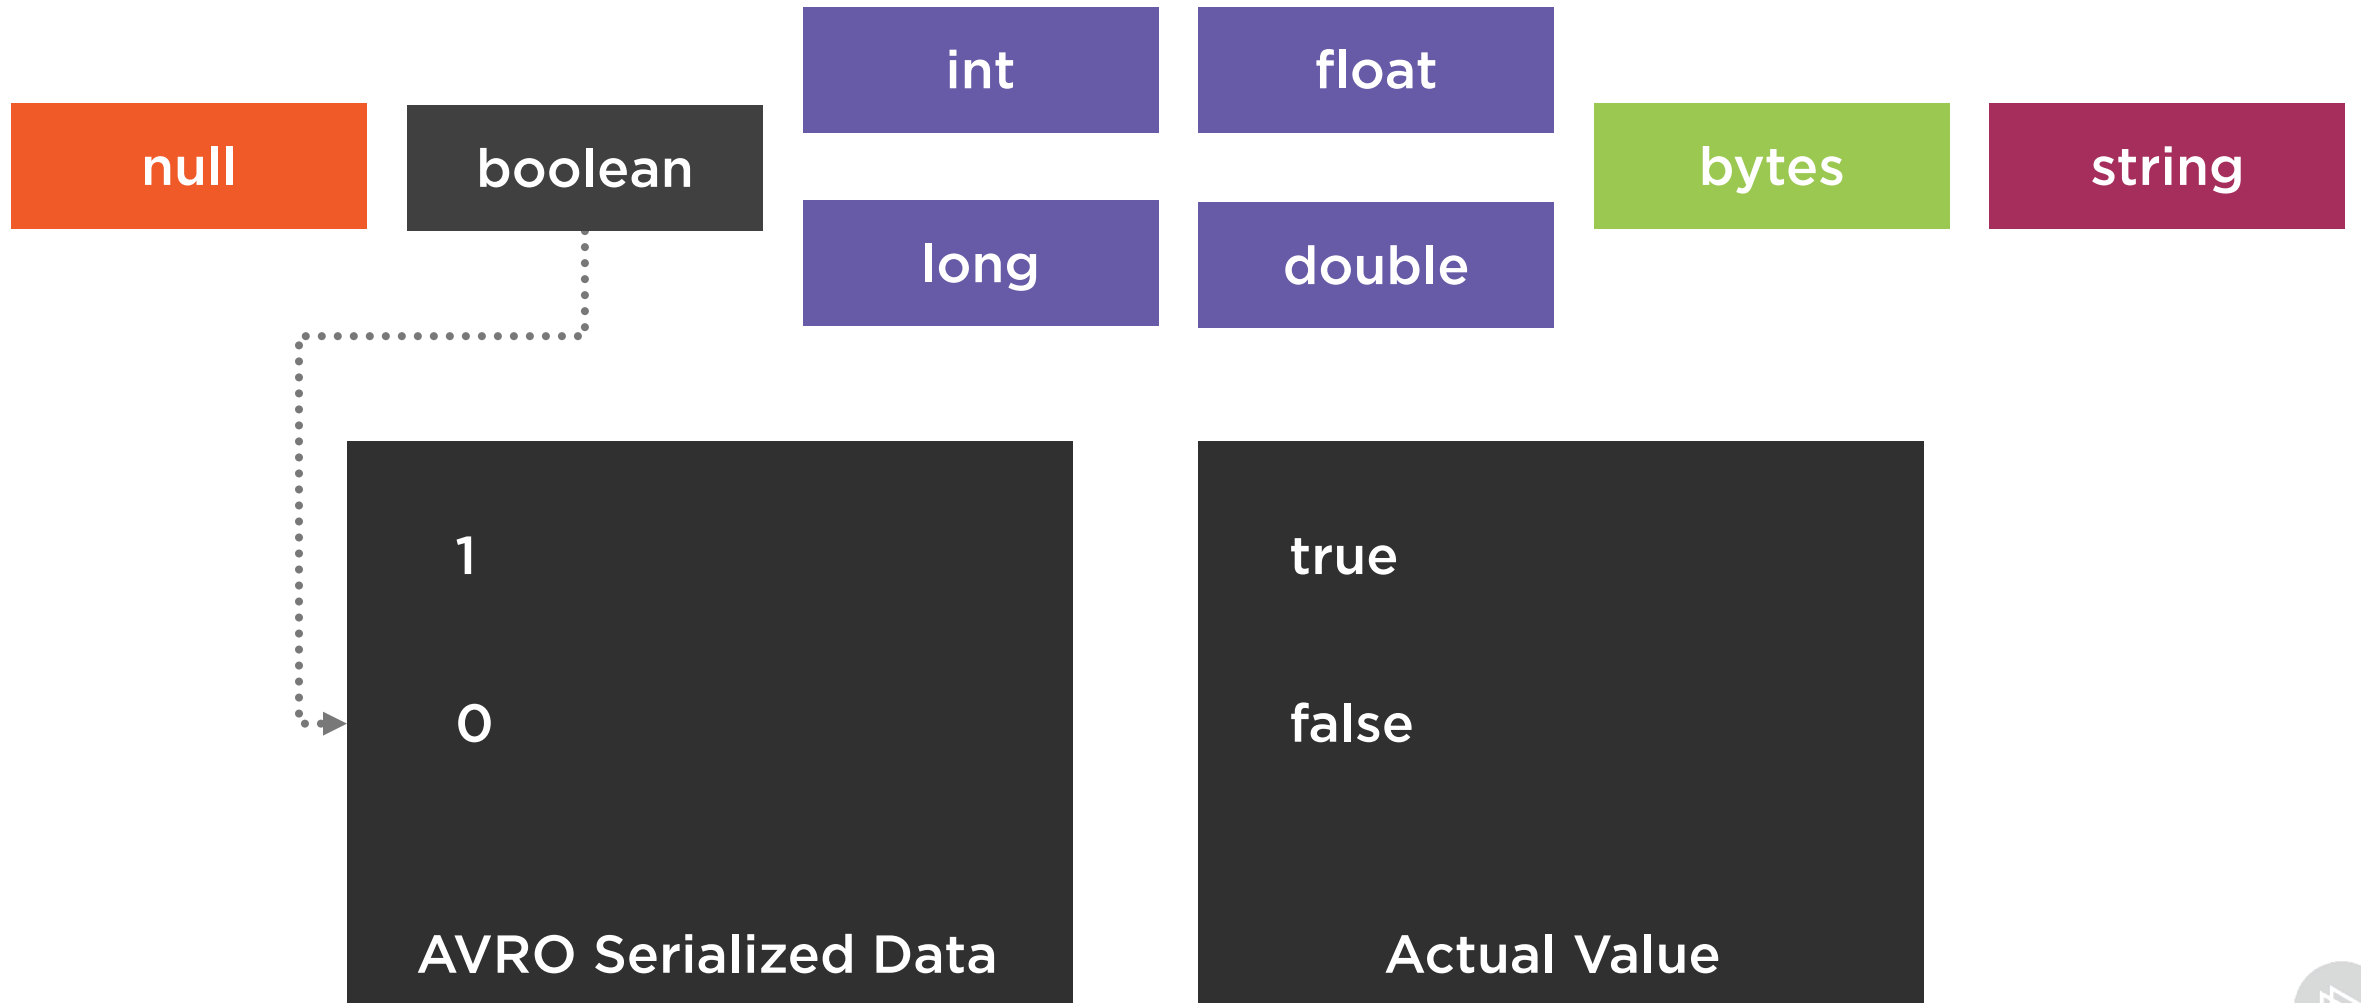 int
float
null
boolean
bytes
string
long
double
1
true
0
false
AVRO Serialized Data
Actual Value